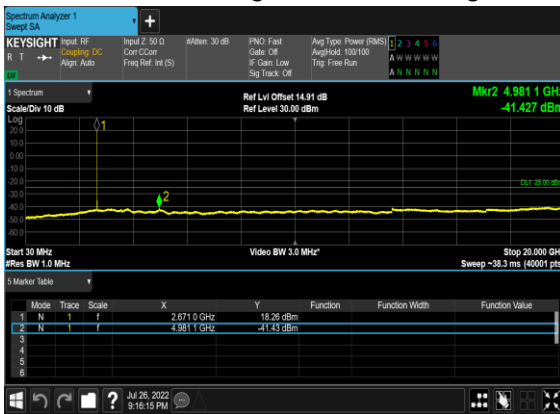 Spectrum Analyzer 1
Swept SA
KEYSIGHT Input: RF Input Z: 50 Ω #Atten: 30 dB PNO: Fast Avg Type: Power (RMS) 1 2 3 4 5 6
R T Coupling: DC Corr CCorr Gate: Off Avg|Hold: 100/100 A W W W W W
Align: Auto Freq Ref: Int (S) IF Gain: Low Trig: Free Run
LV Sig Track: Off A N N N N N
1 Spectrum Ref Lvl Offset 14.91 dB Mkr2 4.981 1 GHz
Scale/Div 10 dB Ref Level 30.00 dBm -41.427 dBm
Log
20.0
10.0
0.00
-10.0
-20.0
-30.0
-40.0
-50.0
-60.0
1
2
DL1 -25.00 dBm
Start 30 MHz Video BW 3.0 MHz* Stop 20.000 GHz
#Res BW 1.0 MHz Sweep ~38.3 ms (40001 pts)
5 Marker Table
Mode Trace Scale X Y Function Function Width Function Value
1 N 1 f 2.671 0 GHz 18.26 dBm
2 N 1 f 4.981 1 GHz -41.43 dBm
3
4
5
6
? Jul 26, 2022
9:16:15 PM